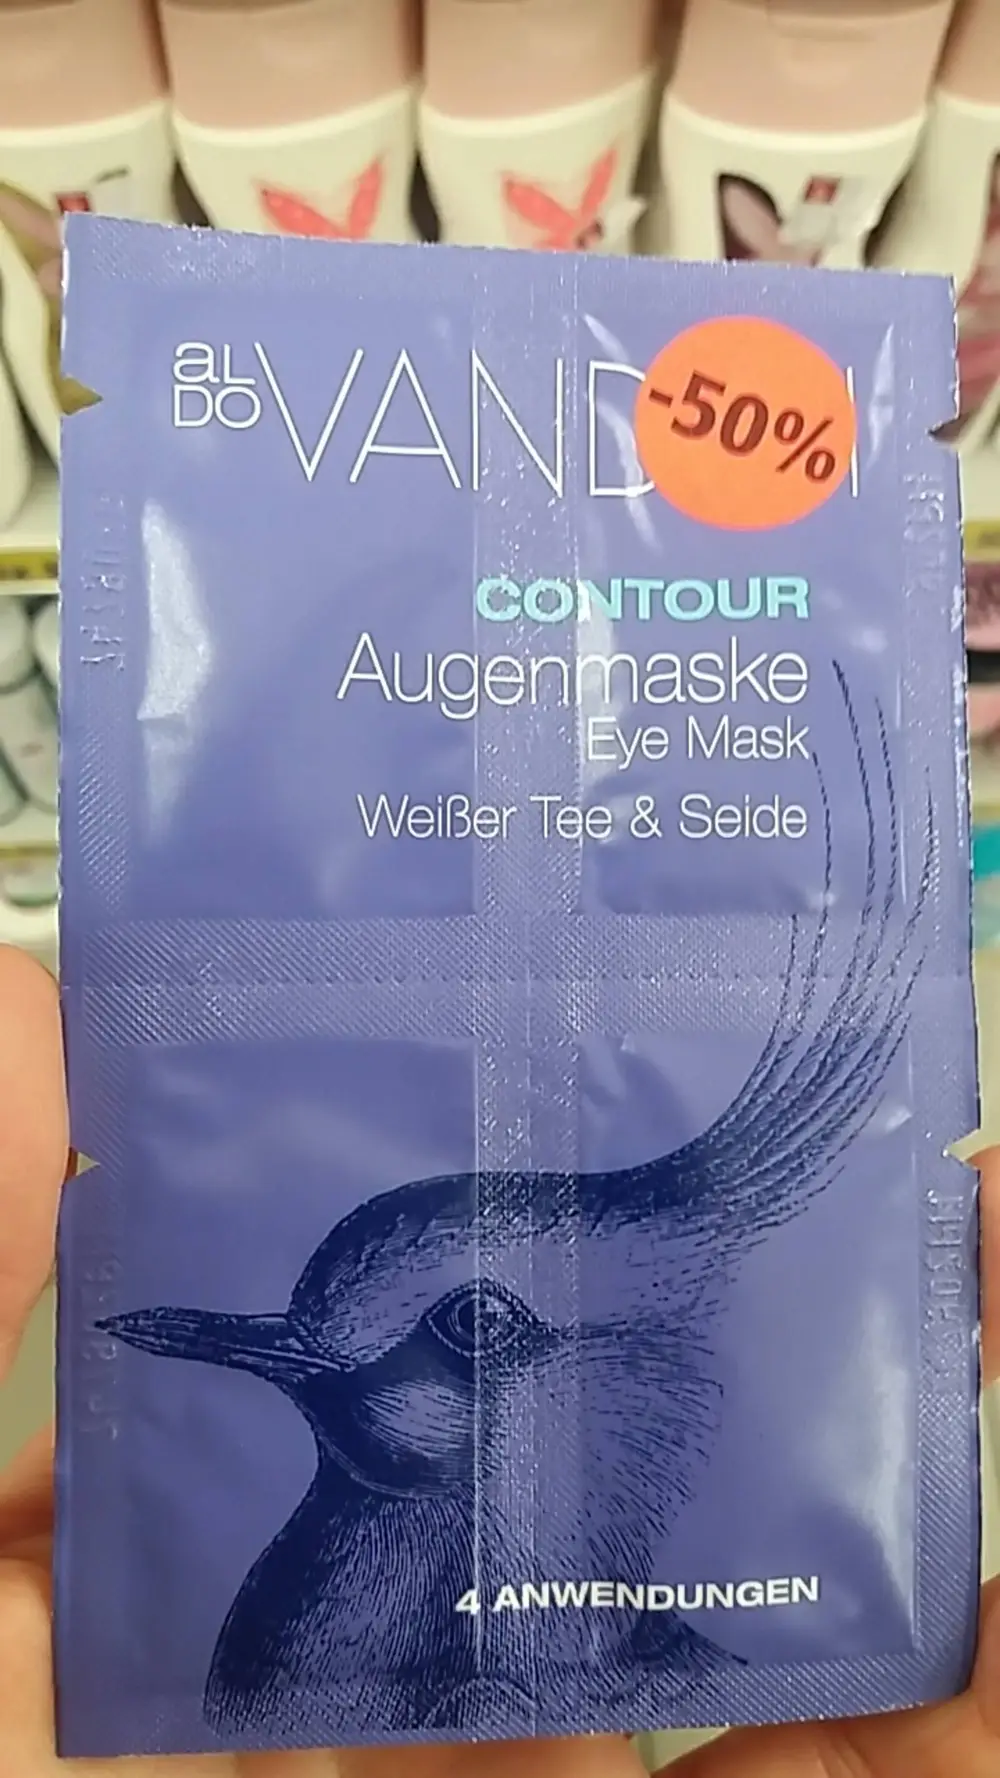 aL
DO
VAND
-50%
CONTOUR
Augenmaske
Eye Mask
Weißer Tee & Seide
4 ANWENDUNGEN